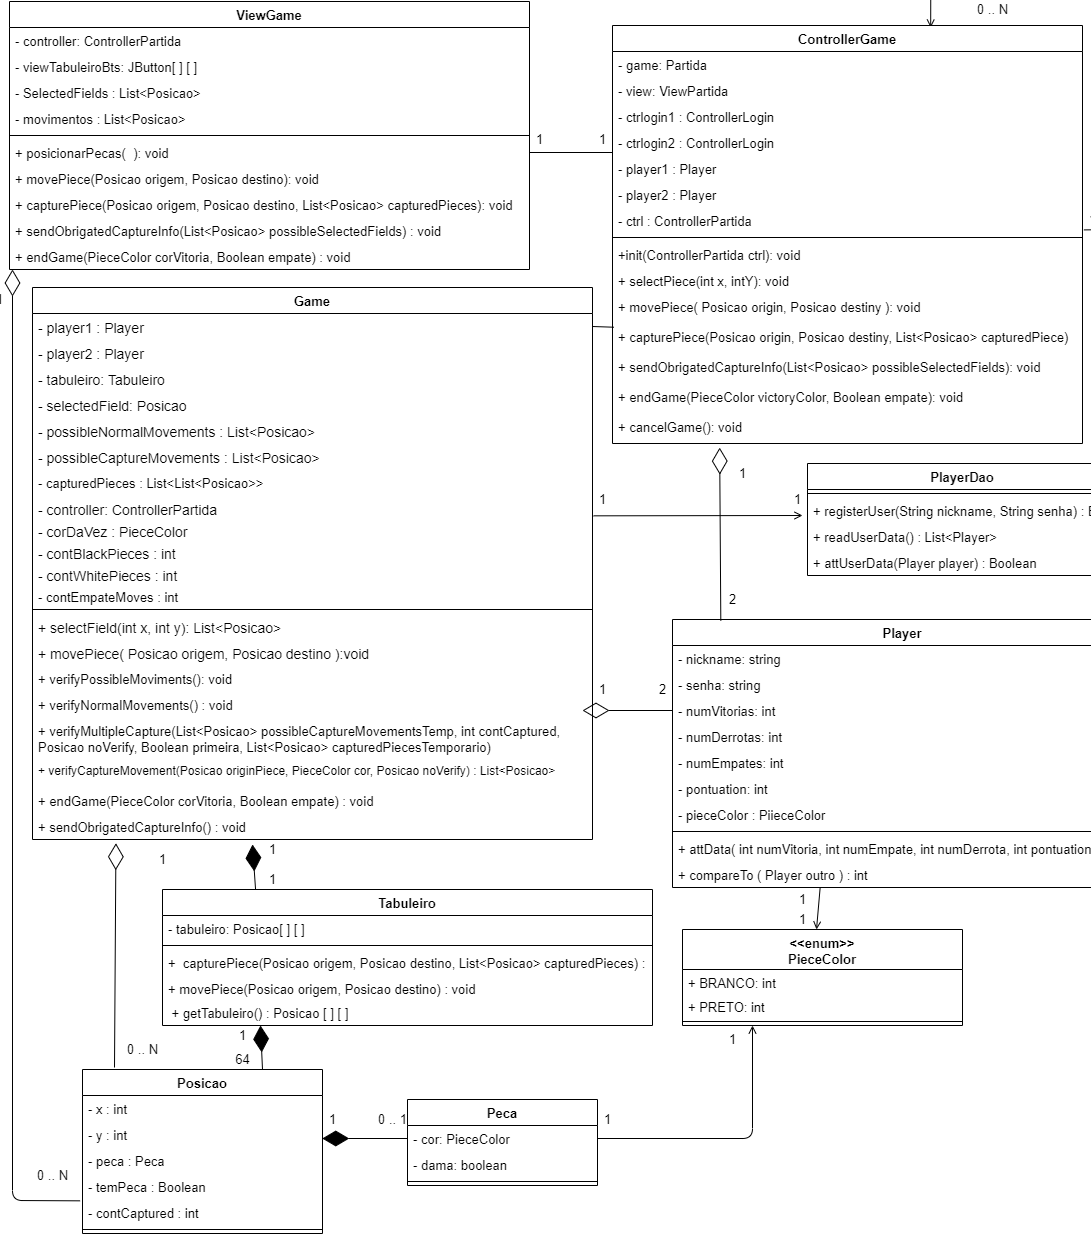 ViewGame
- controller: ControllerPartida
- viewTabuleiroBts: JButton[ ] [ ]
- SelectedFields : List<Posicao>
- movimentos : List<Posicao>
+ posicionarPecas(  ): void
+ movePiece(Posicao origem, Posicao destino): void
+ capturePiece(Posicao origem, Posicao destino, List<Posicao> capturedPieces): void
+ sendObrigatedCaptureInfo(List<Posicao> possibleSelectedFields) : void
+ endGame(PieceColor corVitoria, Boolean empate) : void
1
1
0 .. N
ControllerGame
- game: Partida
- view: ViewPartida
- ctrlogin1 : ControllerLogin
- ctrlogin2 : ControllerLogin
- player1 : Player
- player2 : Player
- ctrl : ControllerPartida
+init(ControllerPartida ctrl): void
+ selectPiece(int x, intY): void
+ movePiece( Posicao origin, Posicao destiny ): void
+ capturePiece(Posicao origin, Posicao destiny, List<Posicao> capturedPiece)
+ sendObrigatedCaptureInfo(List<Posicao> possibleSelectedFields): void
+ endGame(PieceColor victoryColor, Boolean empate): void
+ cancelGame(): void
Game
- player1 : Player
- player2 : Player
- tabuleiro: Tabuleiro
- selectedField: Posicao
- possibleNormalMovements : List<Posicao>
- possibleCaptureMovements : List<Posicao>
- capturedPieces : List<List<Posicao>>
- controller: ControllerPartida
- corDaVez : PieceColor
- contBlackPieces : int
- contWhitePieces : int
- contEmpateMoves : int
+ selectField(int x, int y): List<Posicao>
+ movePiece( Posicao origem, Posicao destino ):void
+ verifyPossibleMoviments(): void
+ verifyNormalMovements() : void
+ verifyMultipleCapture(List<Posicao> possibleCaptureMovementsTemp, int contCaptured,
Posicao noVerify, Boolean primeira, List<Posicao> capturedPiecesTemporario)
+ verifyCaptureMovement(Posicao originPiece, PieceColor cor, Posicao noVerify) : List<Posicao>
+ endGame(PieceColor corVitoria, Boolean empate) : void
+ sendObrigatedCaptureInfo() : void
1
2
1
1
PlayerDao
+ registerUser(String nickname, String senha) :
+ readUserData() : List<Player>
+ attUserData(Player player) : Boolean
1
2
Player
- nickname: string
- senha: string
- numVitorias: int
- numDerrotas: int
- numEmpates: int
- pontuation: int
- pieceColor : PiieceColor
+ attData( int numVitoria, int numEmpate, int numDerrota, int pontuation
+ compareTo ( Player outro ) : int
1
1
<<enum>>
PieceColor
+ BRANCO: int
+ PRETO: int
1
1
1
1
Tabuleiro
- tabuleiro: Posicao[ ] [ ]
+  capturePiece(Posicao origem, Posicao destino, List<Posicao> capturedPieces) :
+ movePiece(Posicao origem, Posicao destino) : void
+ getTabuleiro() : Posicao [ ] [ ]
1
64
0 .. N
0 .. N
Posicao
- x : int
- y : int
- peca : Peca
- temPeca : Boolean
- contCaptured : int
1
0 .. 1
Peca
- cor: PieceColor
- dama: boolean
1